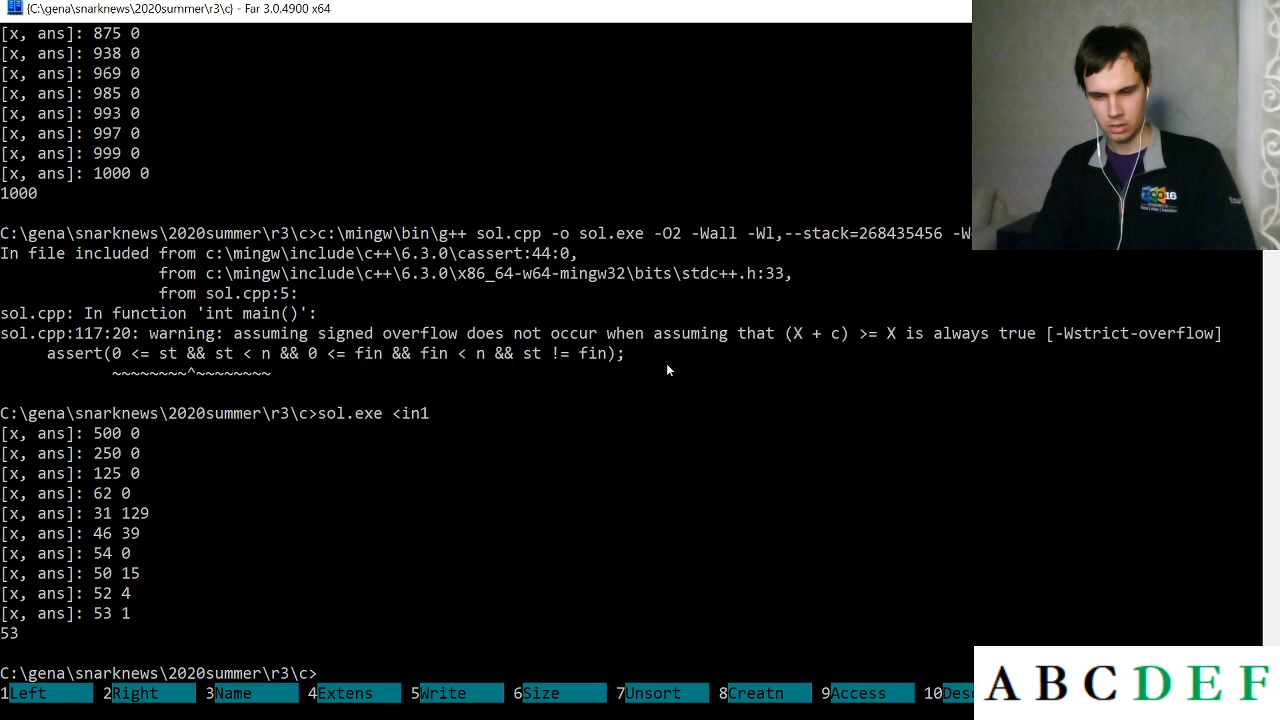 {C:\gena\snarknews\2020summer\r3\c} - Far 3.0.4900 x64
[x, ans]: 875 0
[x, ans]: 938 0
[x, ans]: 969 0
[x, ans]: 985 0
[x, ans]: 993 0
[x, ans]: 997 0
[x, ans]: 999 0
[x, ans]: 1000 0
1000
C:\gena\snarknews\2020summer\r3\c>c:\mingw\bin\g++ sol.cpp -o sol.exe -O2 -Wall -Wl,--stack=268435456 -W
In file included from c:\mingw\include\c++\6.3.0\cassert:44:0,
from c:\mingw\include\c++\6.3.0\x86_64-w64-mingw32\bits\stdc++.h:33,
from sol.cpp:5:
sol.cpp: In function 'int main()':
sol.cpp:117:20: warning: assuming signed overflow does not occur when assuming that (X + c) >= X is always true [-Wstrict-overflow]
assert(0 <= st && st < n && 0 <= fin && fin < n && st != fin);
~~~~~~~~^~~~~~~~~
C:\gena\snarknews\2020summer\r3\c>sol.exe <in1
[x, ans]: 500 0
[x, ans]: 250 0
[x, ans]: 125 0
[x, ans]: 62 0
[x, ans]: 31 129
[x, ans]: 46 39
[x, ans]: 54 0
[x, ans]: 50 15
[x, ans]: 52 4
[x, ans]: 53 1
53
C:\gena\snarknews\2020summer\r3\c>
1Left 2Right 3Name 4Extens 5Write 6Size 7Unsort 8Creatn 9Access 10Des
A B C D E F